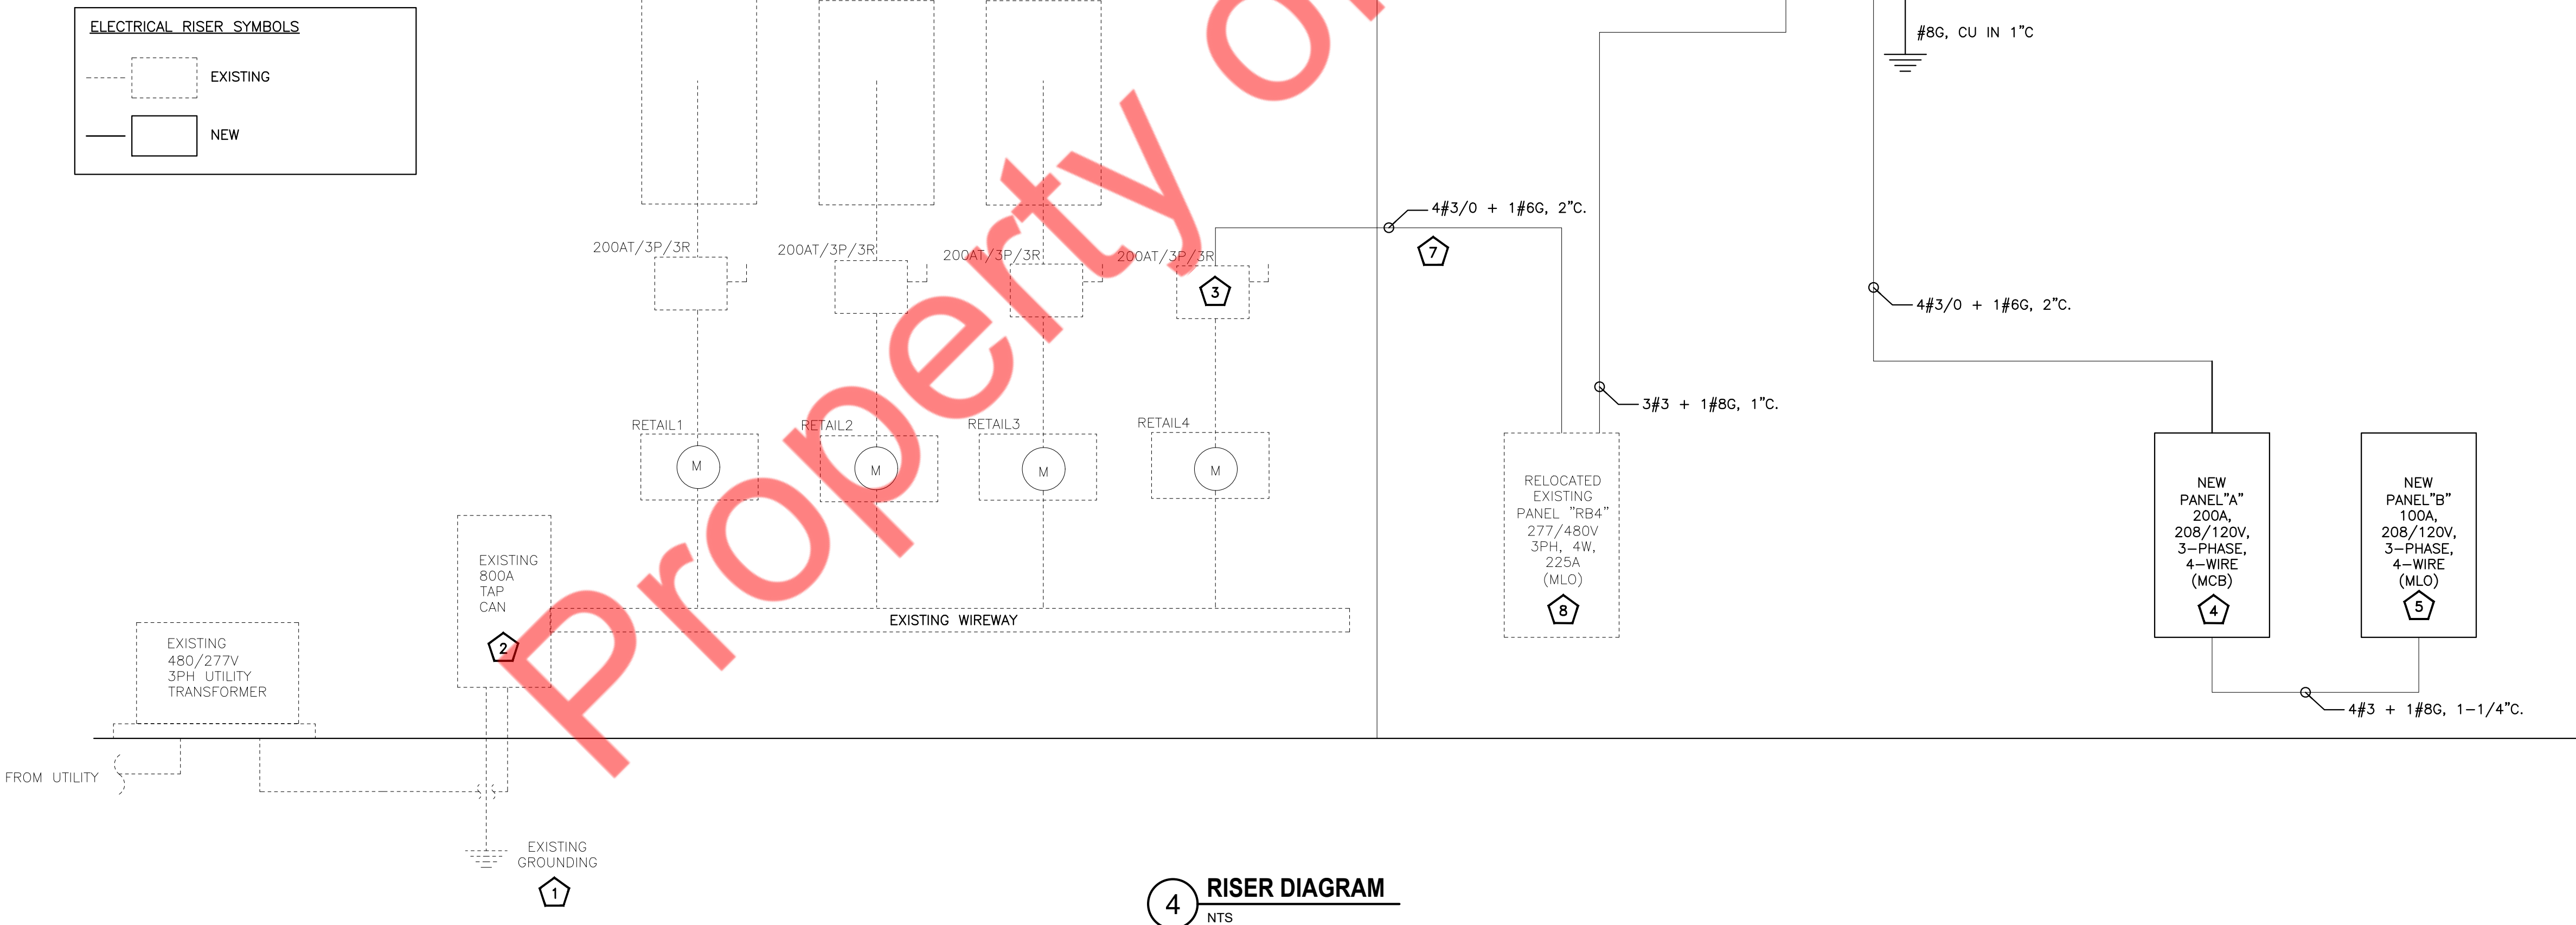 ELECTRICAL RISER SYMBOLS
EXISTING
NEW
#8G, CU IN 1"C
4#3/0 + 1#6G, 2"C.
7
200AT/3P/3R
200AT/3P/3R
200AT/3P/3R
200AT/3P/3R
3
4#3/0 + 1#6G, 2"C.
3#3 + 1#8G, 1"C.
RETAIL1
RETAIL2
RETAIL3
RETAIL4
M
M
M
M
RELOCATED
EXISTING
PANEL "RB4"
277/480V
3PH, 4W,
225A
(MLO)
8
NEW
PANEL"A"
200A,
208/120V,
3-PHASE,
4-WIRE
(MCB)
4
NEW
PANEL"B"
100A,
208/120V,
3-PHASE,
4-WIRE
(MLO)
5
EXISTING
800A
TAP
CAN
2
EXISTING WIREWAY
EXISTING
480/277V
3PH UTILITY
TRANSFORMER
4#3 + 1#8G, 1-1/4"C.
FROM UTILITY
EXISTING
GROUNDING
1
4
RISER DIAGRAM
NTS
Property of